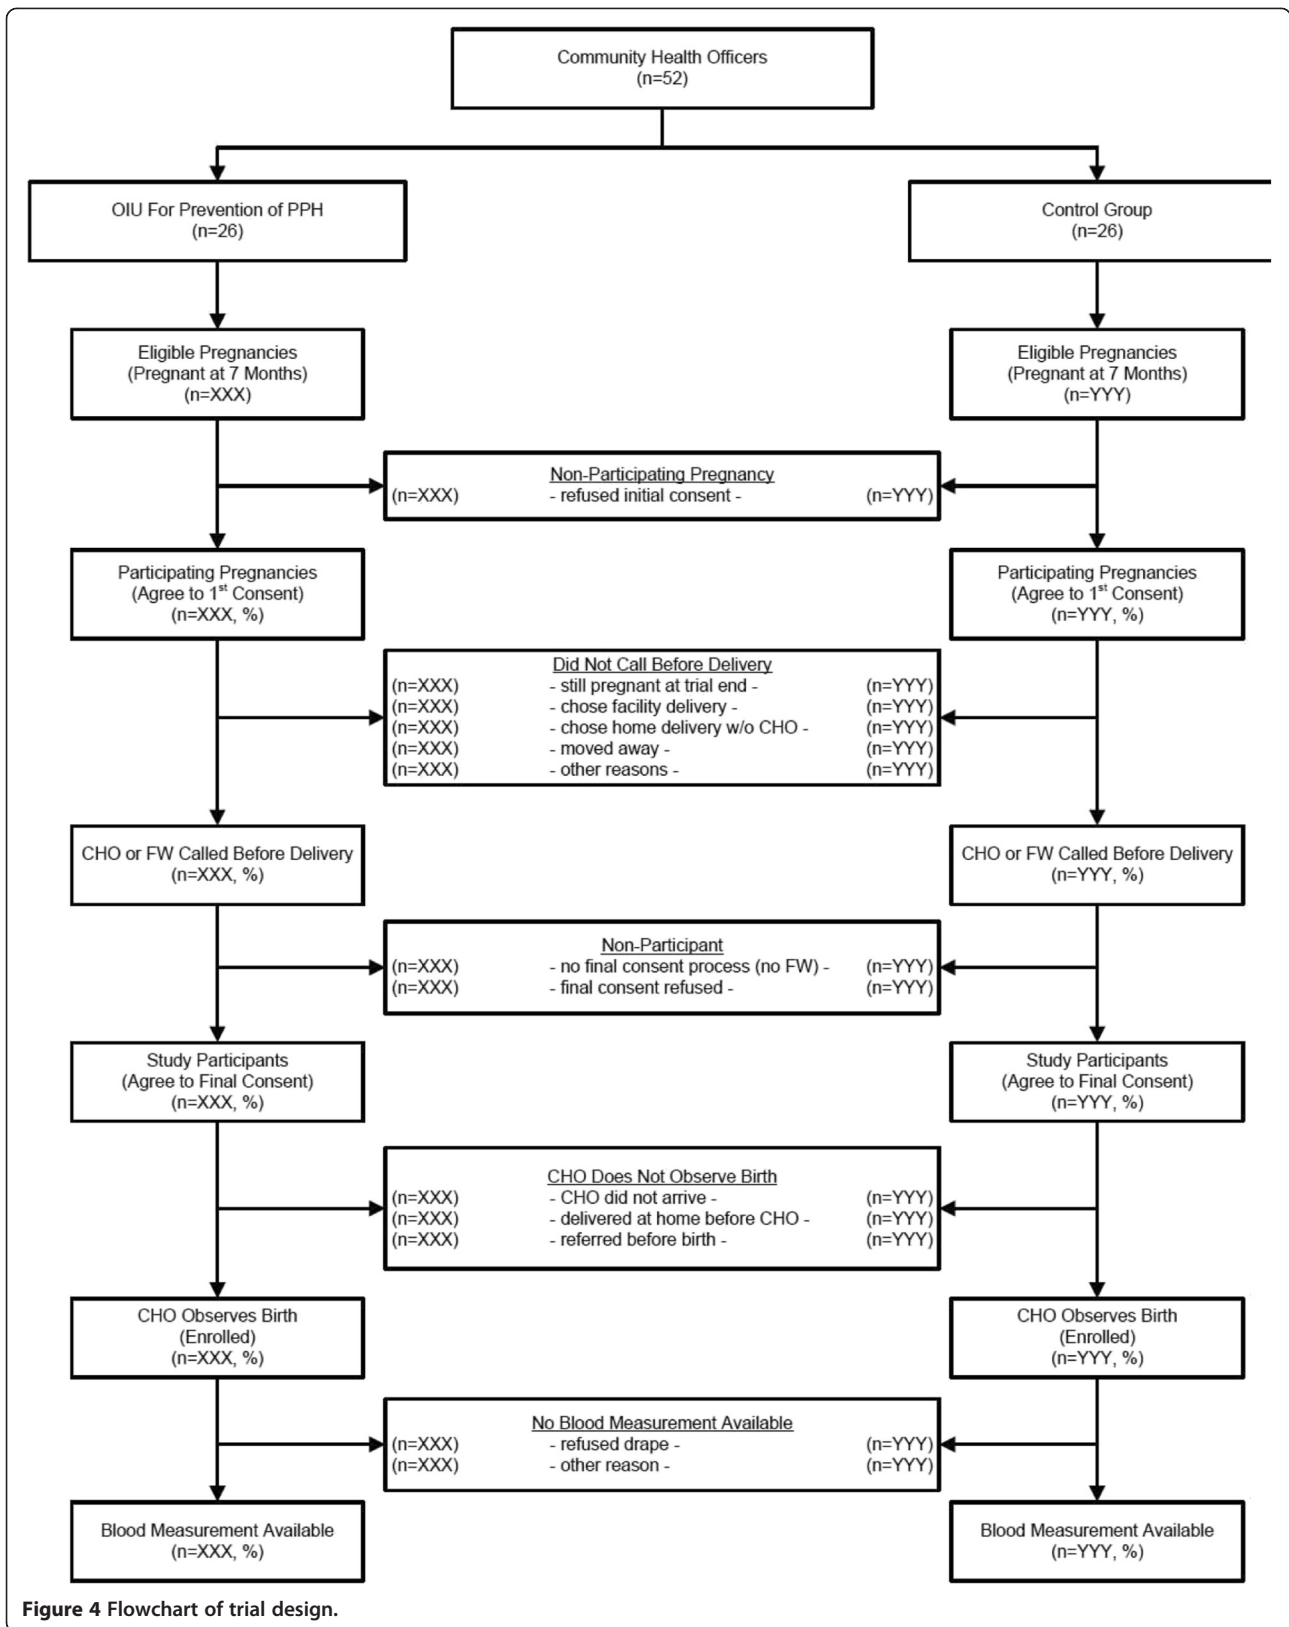 Community Health Officers
(n=52)
OIU For Prevention of PPH
(n=26)
Control Group
(n=26)
Eligible Pregnancies
(Pregnant at 7 Months)
(n=XXX)
Eligible Pregnancies
(Pregnant at 7 Months)
(n=YYY)
Non-Participating Pregnancy
(n=XXX) - refused initial consent - (n=YYY)
Participating Pregnancies
(Agree to 1st Consent)
(n=XXX, %)
Participating Pregnancies
(Agree to 1st Consent)
(n=YYY, %)
Did Not Call Before Delivery
(n=XXX) - still pregnant at trial end - (n=YYY)
(n=XXX) - chose facility delivery - (n=YYY)
(n=XXX) - chose home delivery w/o CHO - (n=YYY)
(n=XXX) - moved away - (n=YYY)
(n=XXX) - other reasons - (n=YYY)
CHO or FW Called Before Delivery
(n=XXX, %)
CHO or FW Called Before Delivery
(n=YYY, %)
Non-Participant
(n=XXX) - no final consent process (no FW) - (n=YYY)
(n=XXX) - final consent refused - (n=YYY)
Study Participants
(Agree to Final Consent)
(n=XXX, %)
Study Participants
(Agree to Final Consent)
(n=YYY, %)
CHO Does Not Observe Birth
(n=XXX) - CHO did not arrive - (n=YYY)
(n=XXX) - delivered at home before CHO - (n=YYY)
(n=XXX) - referred before birth - (n=YYY)
CHO Observes Birth
(Enrolled)
(n=XXX, %)
CHO Observes Birth
(Enrolled)
(n=YYY, %)
No Blood Measurement Available
(n=XXX) - refused drape - (n=YYY)
(n=XXX) - other reason - (n=YYY)
Blood Measurement Available
(n=XXX, %)
Blood Measurement Available
(n=YYY, %)
Figure 4 Flowchart of trial design.